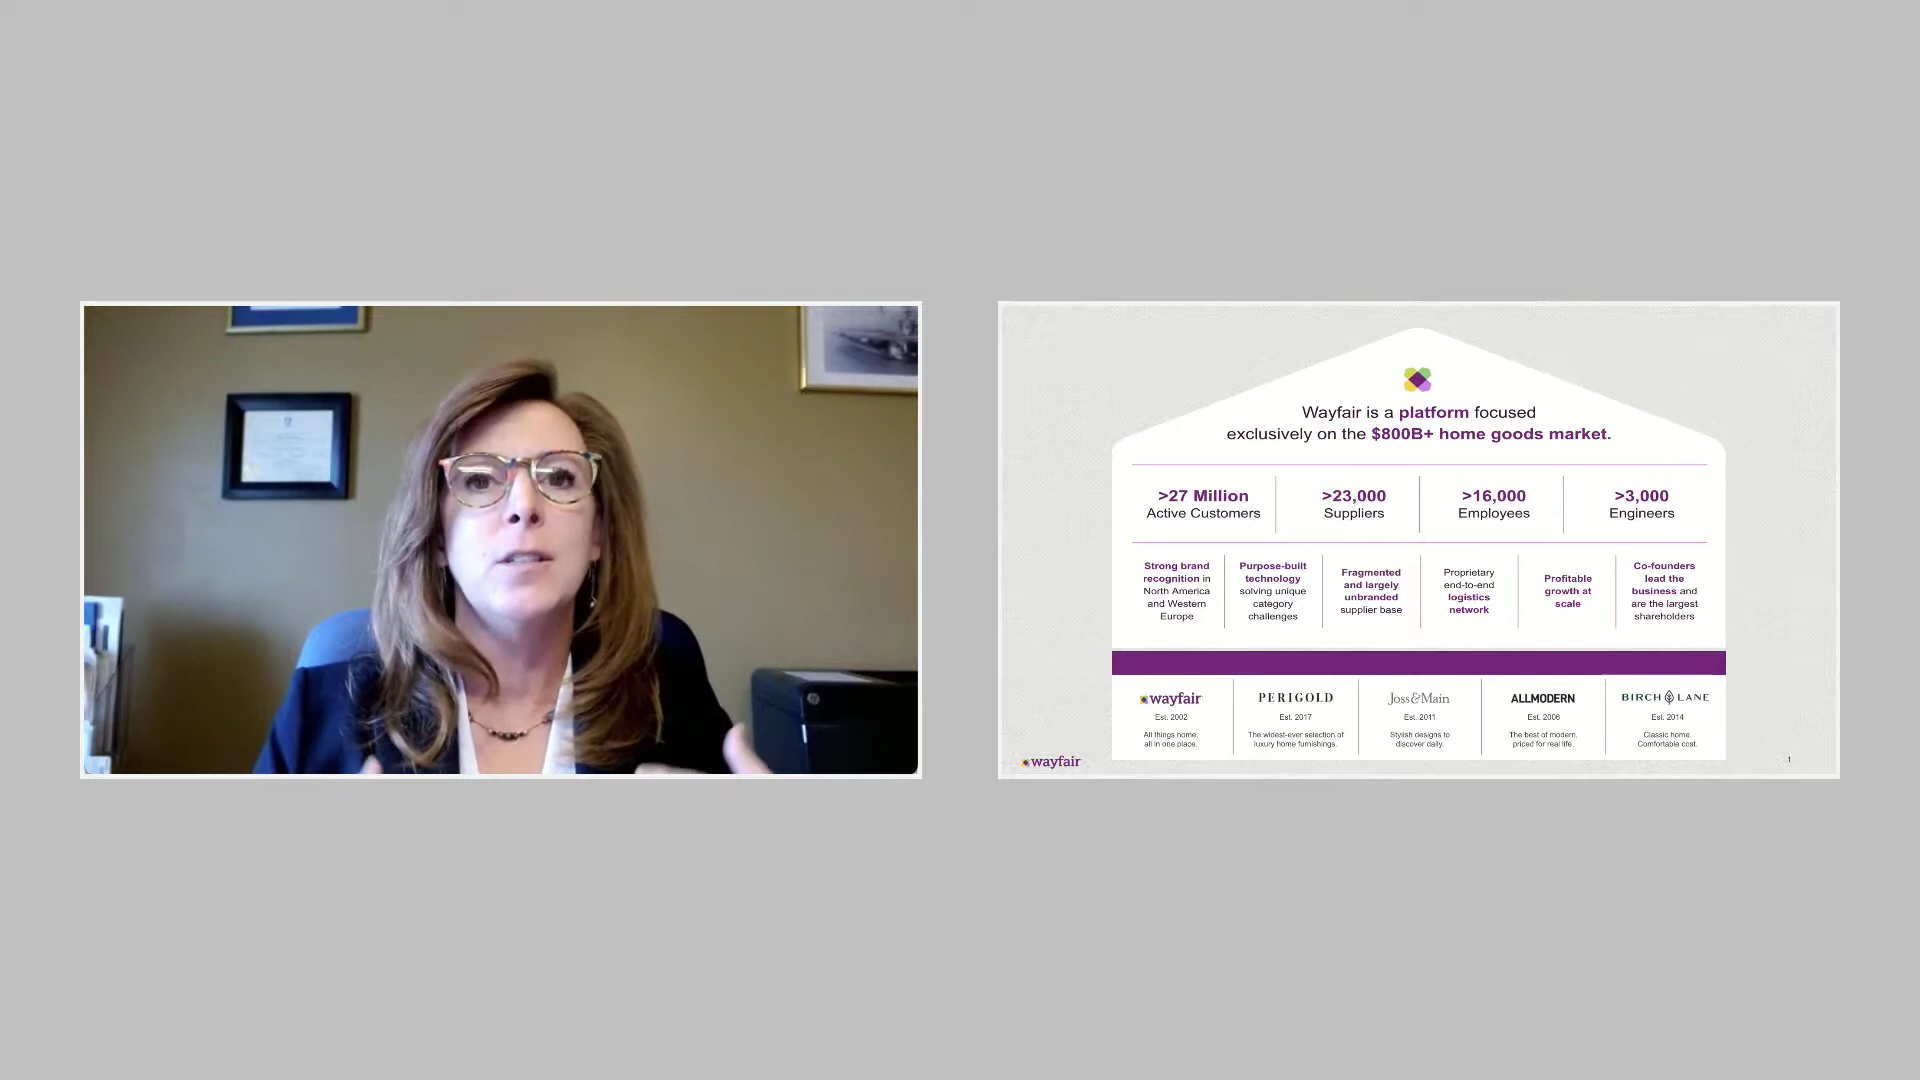 Wayfair is a platform focused
exclusively on the $800B+ home goods market.
>27 Million
Active Customers
>23,000
Suppliers
>16,000
Employees
>3,000
Engineers
Strong brand
recognition in
North America
and Western
Europe
Purpose-built
technology
solving unique
category
challenges
Fragmented
and largely
unbranded
supplier base
Proprietary
end-to-end
logistics
network
Profitable
growth at
scale
Co-founders
lead the
business and
are the largest
shareholders
wayfair
Est. 2002
All things home,
all in one place.
PERIGOLD
Est. 2017
The widest-ever selection of
luxury home furnishings.
Joss&Main
Est. 2011
Stylish designs to
discover daily.
ALLMODERN
Est. 2006
The best of modern,
priced for real life.
BIRCH LANE
Est. 2014
Classic home.
Comfortable cost.
wayfair
1